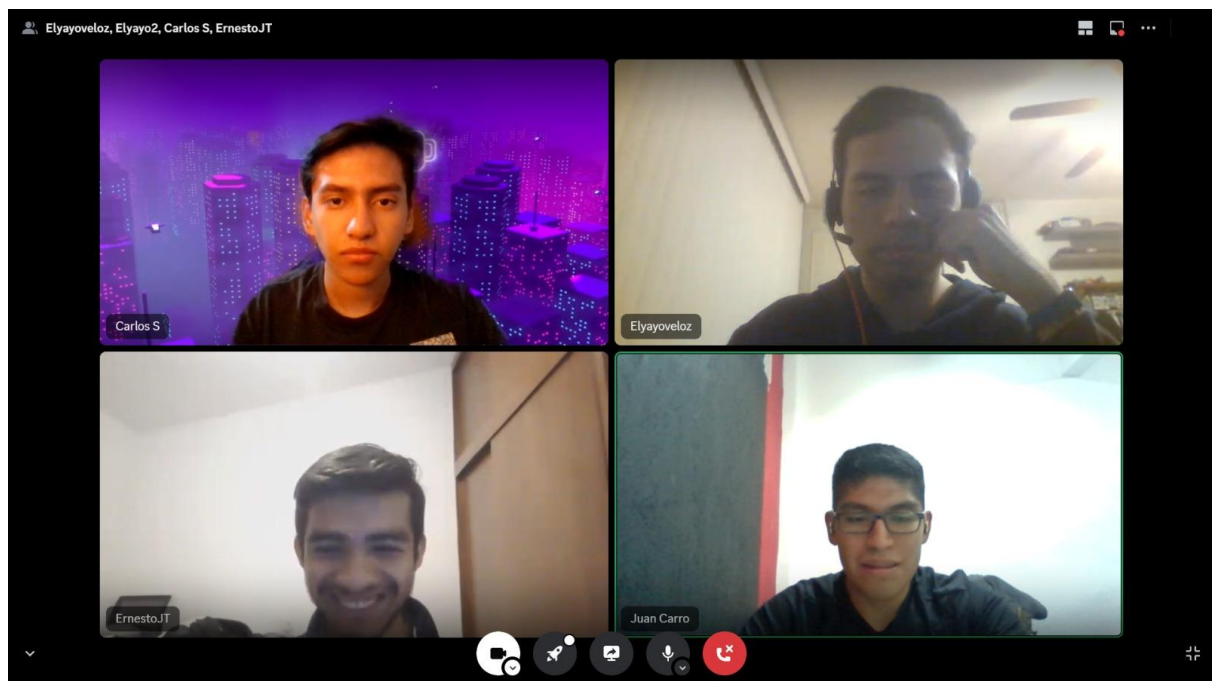 Elyayoveloz, Elyayo2, Carlos S, ErnestoJT
Carlos S
Elyayoveloz
ErnestoJT
Juan Carro